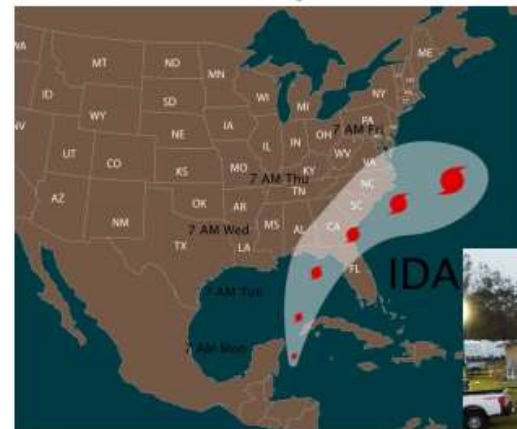 ME
WA
MT
ND
MN
ID
WI
NY
SD
MI
WY
PA
IA
7 AM Fri
NE
OH
IL
IN
NV
WV
UT
VA
CO
MO
KY
KS
7 AM Thu
NC
TN
OK
AZ
AR
SC
NM
7 AM Wed
MS
AL
CA
TX
LA
FL
IDA
7 AM Tue
7 AM Mon